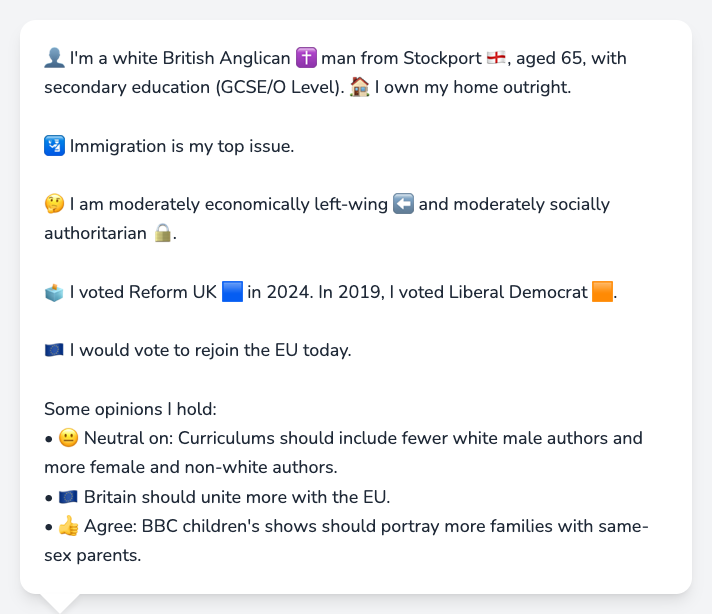 👤 I'm a white British Anglican ✝️ man from Stockport 🏴󠁧󠁢󠁥󠁮󠁧󠁿, aged 65, with
secondary education (GCSE/O Level). 🏠 I own my home outright.
🛂 Immigration is my top issue.
🤔 I am moderately economically left-wing ⬅️ and moderately socially
authoritarian 🔒.
🗳️ I voted Reform UK 🟦 in 2024. In 2019, I voted Liberal Democrat 🟧.
🇪🇺 I would vote to rejoin the EU today.
Some opinions I hold:
• 😐 Neutral on: Curriculums should include fewer white male authors and
more female and non-white authors.
• 🇪🇺 Britain should unite more with the EU.
• 👍 Agree: BBC children's shows should portray more families with same-
sex parents.